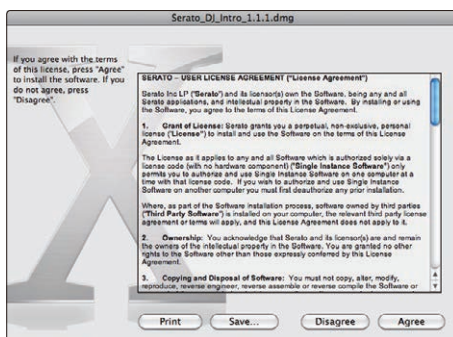 Serato_DJ_Intro_1.1.1.dmg
If you agree with the terms
of this license, press "Agree"
to install the software. If you
do not agree, press
"Disagree".
SERATO – USER LICENSE AGREEMENT ("License Agreement")
Serato Inc LP ("Serato") and its licensor(s) own the Software, being any and all
Serato applications, and intellectual property in the Software. By installing or using
the Software, you agree to the terms of this License Agreement.
1. Grant of License: Serato grants you a perpetual, non-exclusive, personal
license ("License") to install and use the Software on the terms of this License
Agreement.
The License as it applies to any and all Software which is authorized solely via a
license code (with no hardware component) ("Single Instance Software") only
permits you to authorize and use Single Instance Software on one computer at a
time with that license code. If you wish to authorize and use Single Instance
Software on another computer you must first deauthorize any prior installation.
Where, as part of the Software installation process, software owned by third parties
("Third Party Software") is installed on your computer, the relevant third party license
agreement or terms will apply, and this License Agreement does not apply to it.
2. Ownership: You acknowledge that Serato and its licensor(s) are and remain
the owners of the intellectual property in the Software. You are granted no other
rights to the Software other than those expressly conferred by this License
Agreement.
3. Copying and Disposal of Software: You must not copy, alter, modify,
reproduce, reverse engineer, reverse assemble or reverse compile the Software or
Print Save... Disagree Agree